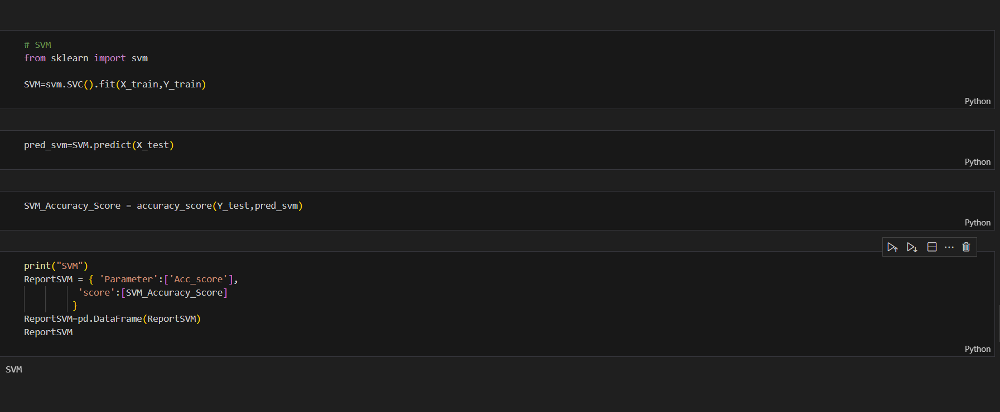 # SVM
from sklearn import svm
SVM=svm.SVC().fit(X_train,Y_train)
Python
pred_svm=SVM.predict(X_test)
Python
SVM_Accuracy_Score = accuracy_score(Y_test,pred_svm)
Python
print("SVM")
ReportSVM = { 'Parameter':['Acc_score'],
'score':[SVM_Accuracy_Score]
}
ReportSVM=pd.DataFrame(ReportSVM)
ReportSVM
Python
SVM